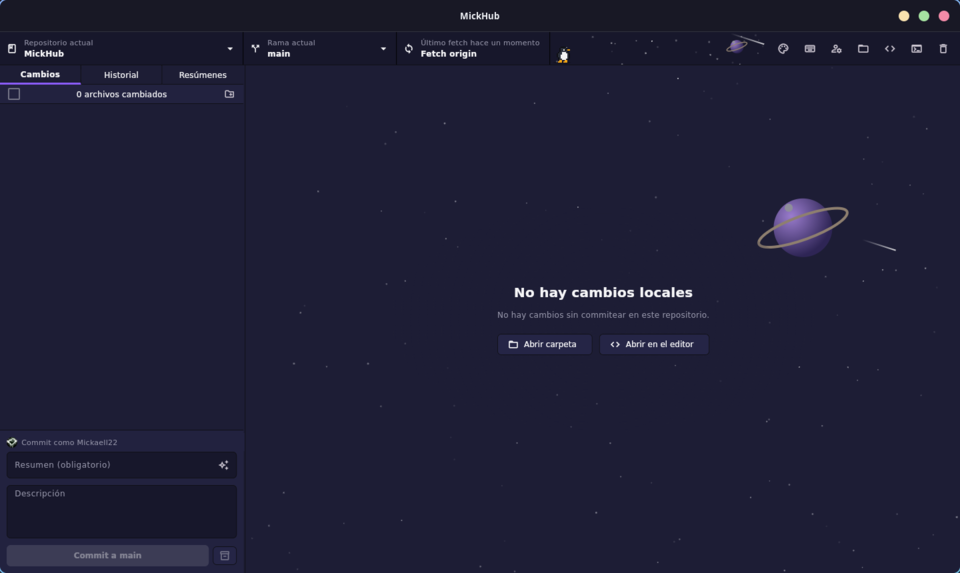 MickHub
Repositorio actual
MickHub
Rama actual
main
Último fetch hace un momento
Fetch origin
Cambios
Historial
Resúmenes
0 archivos cambiados
No hay cambios locales
No hay cambios sin commitear en este repositorio.
Abrir carpeta
Abrir en el editor
Commit como Mickaell22
Resumen (obligatorio)
Descripción
Commit a main